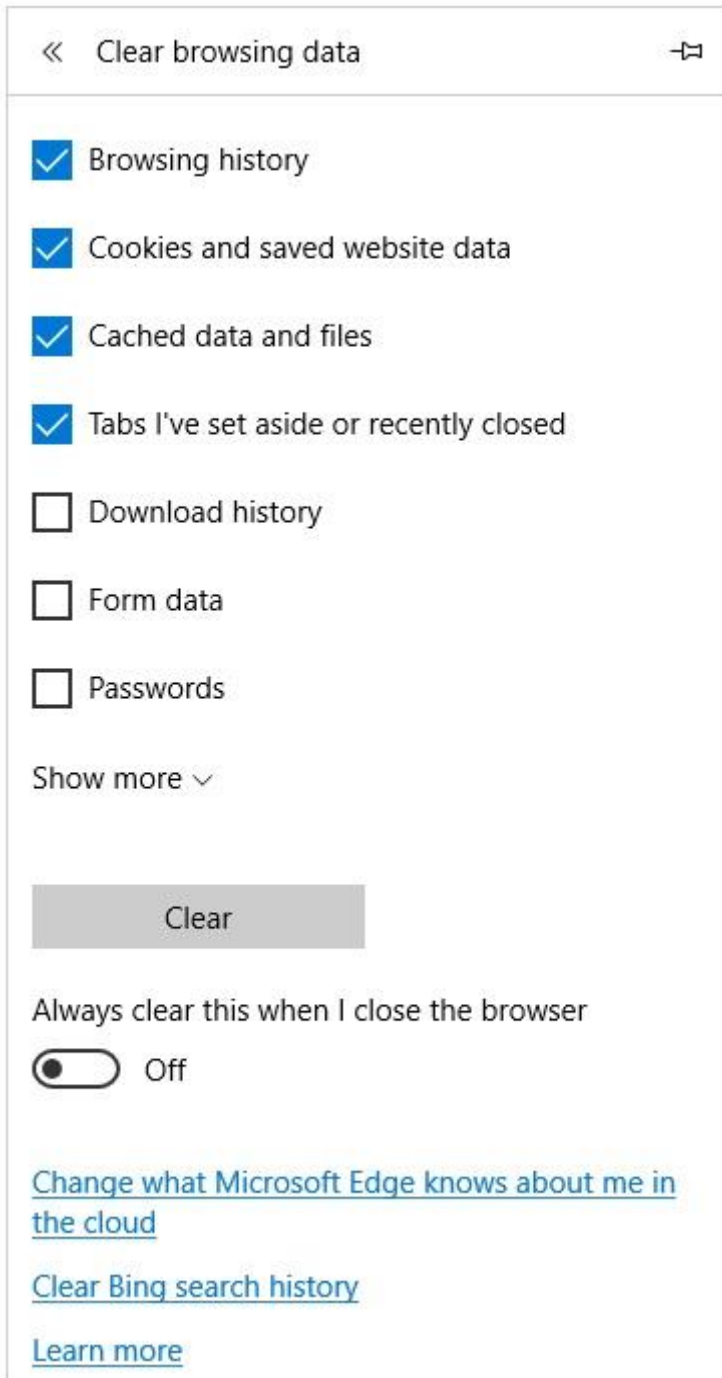 Clear browsing data
Browsing history
Cookies and saved website data
Cached data and files
Tabs I've set aside or recently closed
Download history
Form data
Passwords
Show more
Clear
Always clear this when I close the browser
Off
Change what Microsoft Edge knows about me in
the cloud
Clear Bing search history
Learn more